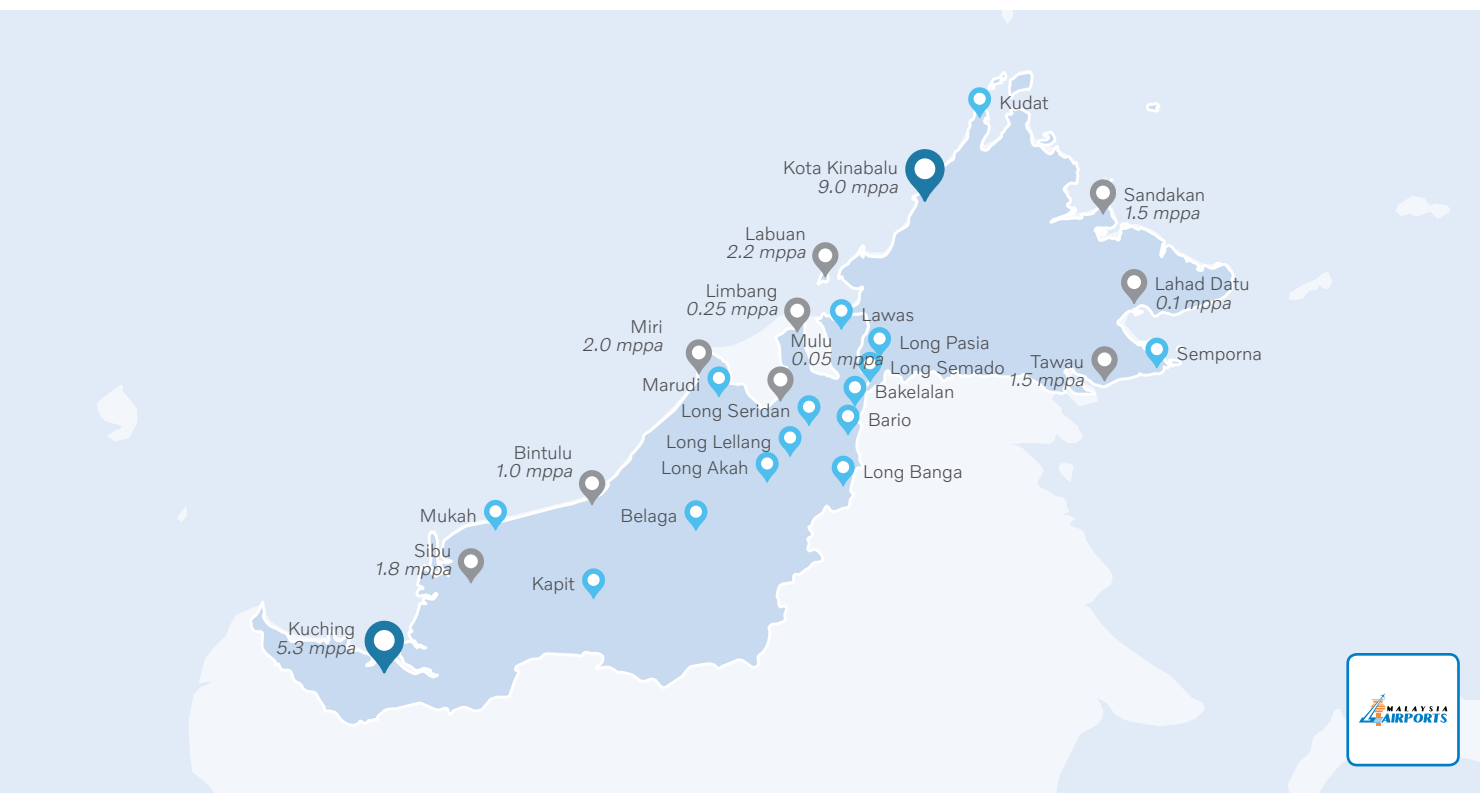 Kudat
Kota Kinabalu
9.0 mppa
Sandakan
1.5 mppa
Labuan
2.2 mppa
Lahad Datu
0.1 mppa
Limbang
0.25 mppa
Lawas
Miri
2.0 mppa
Mulu
0.05 mppa
Long Pasia
Long Semado
Tawau
1.5 mppa
Semporna
Marudi
Bakelalan
Long Seridan
Bario
Long Lellang
Long Akah
Long Banga
Bintulu
1.0 mppa
Mukah
Belaga
Sibu
1.8 mppa
Kapit
Kuching
5.3 mppa
MALAYSIA
AIRPORTS